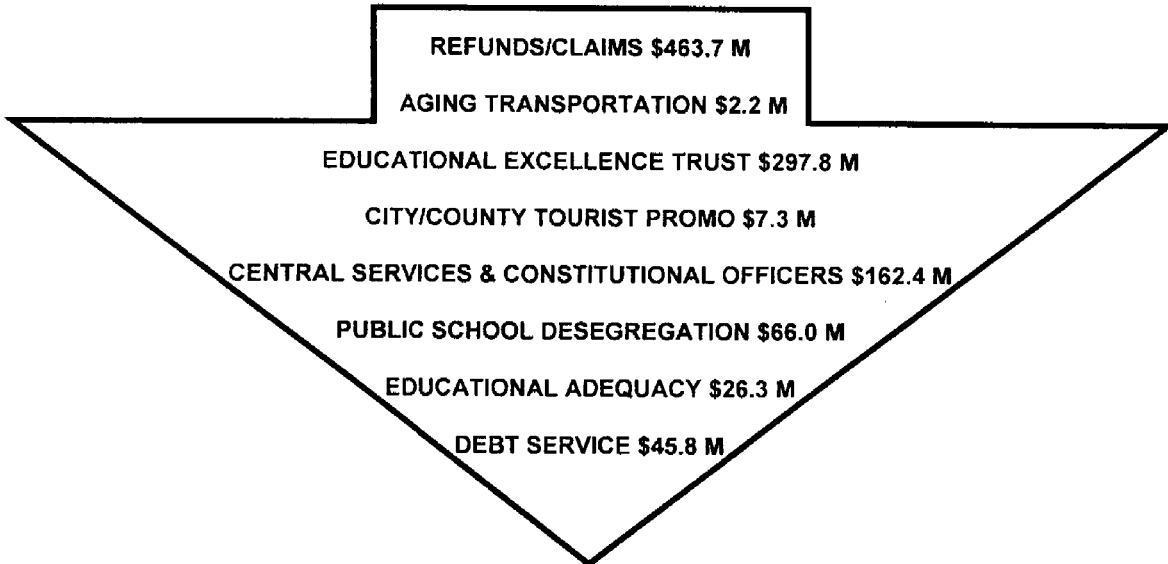 REFUNDS/CLAIMS $463.7 M
AGING TRANSPORTATION $2.2 M
EDUCATIONAL EXCELLENCE TRUST $297.8 M
CITY/COUNTY TOURIST PROMO $7.3 M
CENTRAL SERVICES & CONSTITUTIONAL OFFICERS $162.4 M
PUBLIC SCHOOL DESEGREGATION $66.0 M
EDUCATIONAL ADEQUACY $26.3 M
DEBT SERVICE $45.8 M